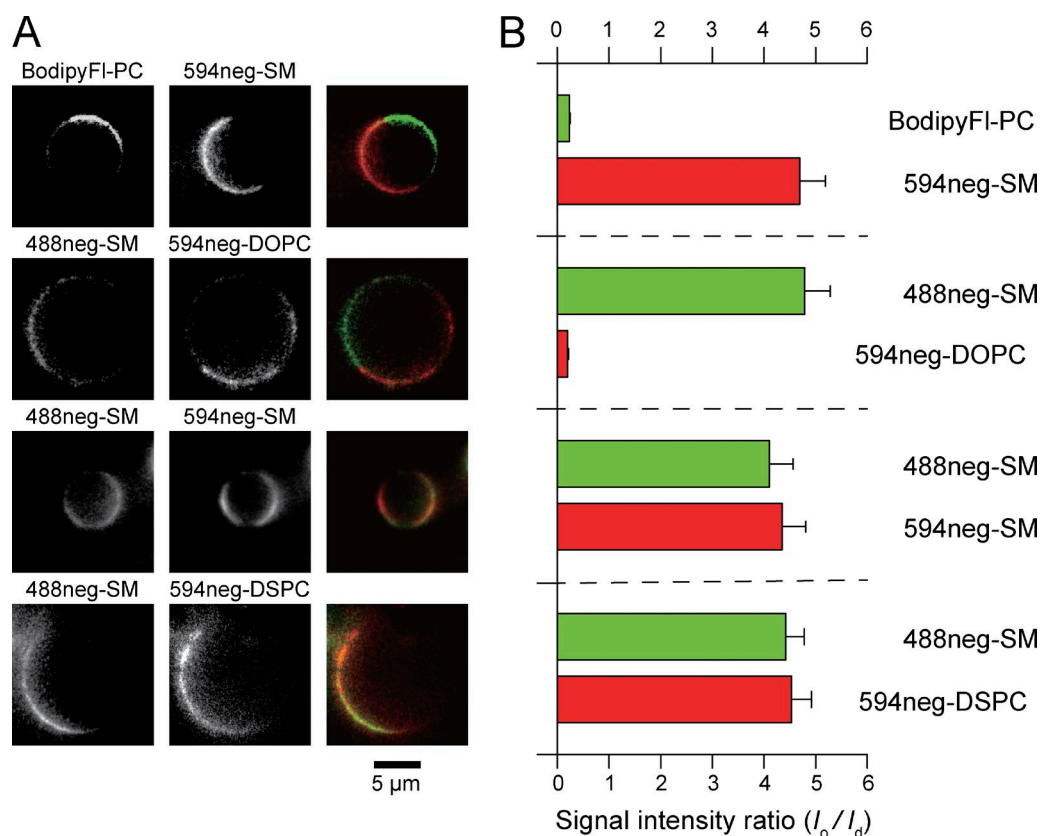 A
BodipyFl-PC 594neg-SM
488neg-SM 594neg-DOPC
488neg-SM 594neg-SM
488neg-SM 594neg-DSPC
5 µm
B
0 1 2 3 4 5 6
BodipyFl-PC
594neg-SM
488neg-SM
594neg-DOPC
488neg-SM
594neg-SM
488neg-SM
594neg-DSPC
0 1 2 3 4 5 6
Signal intensity ratio (Io/Id)